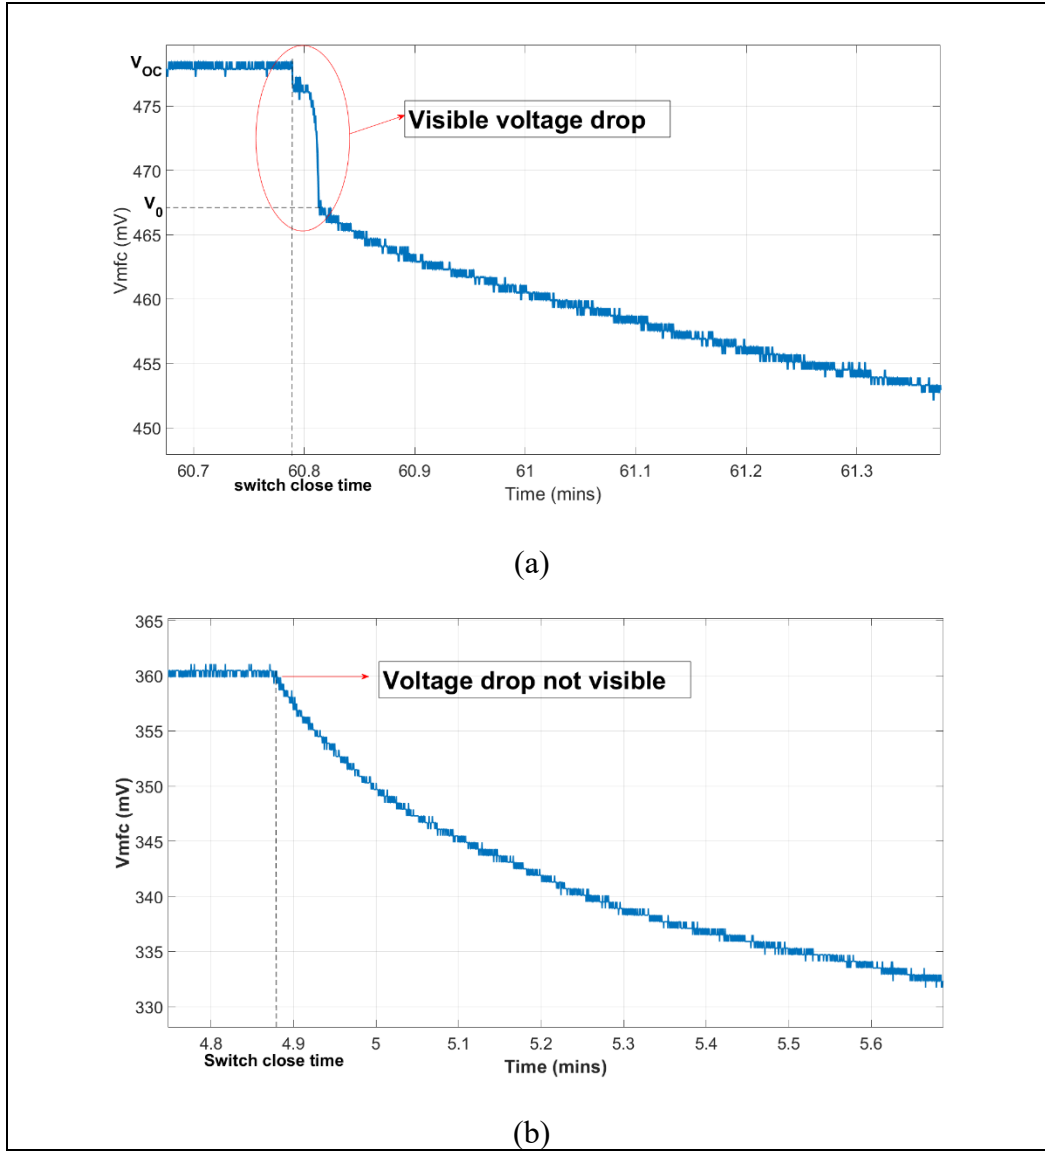 V_OC
475
470
V_0
465
460
455
450
Vmfc (mV)
Visible voltage drop
60.7 60.8 60.9 61 61.1 61.2 61.3
switch close time
Time (mins)
(a)
365
360
355
350
345
340
335
330
Vmfc (mV)
Voltage drop not visible
4.8 4.9 5 5.1 5.2 5.3 5.4 5.5 5.6
Switch close time
Time (mins)
(b)